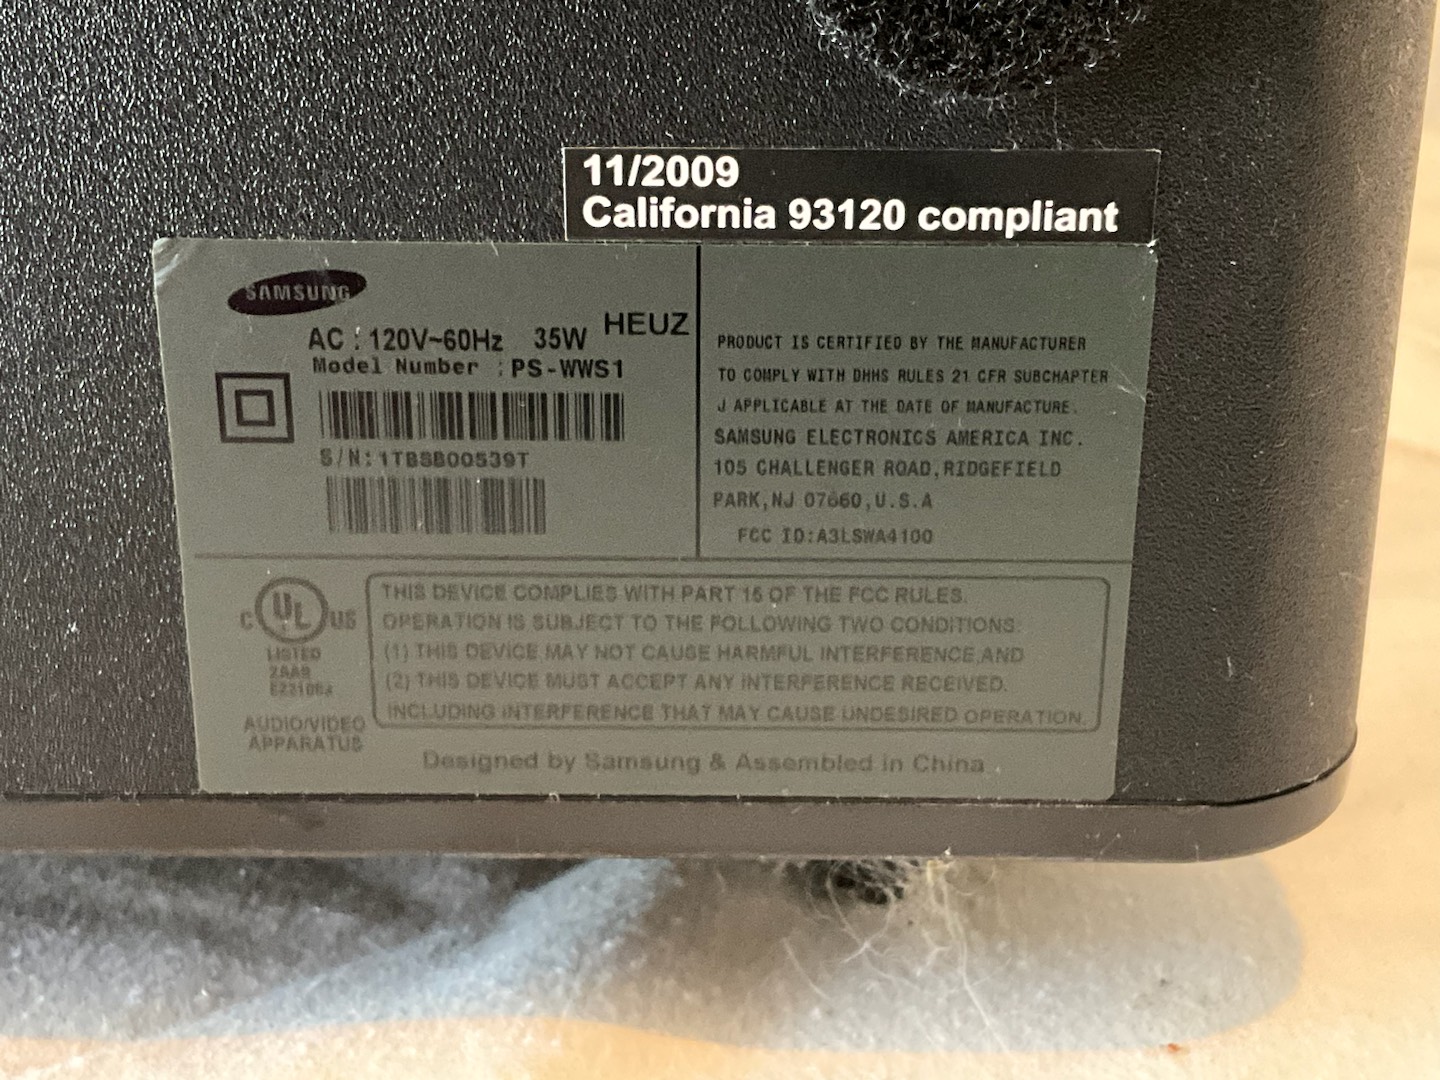 11/2009
California 93120 compliant
SAMSUNG
AC : 120V~60Hz 35W HEUZ
Model Number : PS-WWS1
S/N: 1TBSB00539T
PRODUCT IS CERTIFIED BY THE MANUFACTURER
TO COMPLY WITH DHHS RULES 21 CFR SUBCHAPTER
J APPLICABLE AT THE DATE OF MANUFACTURE.
SAMSUNG ELECTRONICS AMERICA INC.
105 CHALLENGER ROAD, RIDGEFIELD
PARK, NJ 07660, U.S.A
FCC ID:A3LSWA4100
C UL US
LISTED
AUDIO/VIDEO
APPARATUS
THIS DEVICE COMPLIES WITH PART 15 OF THE FCC RULES.
OPERATION IS SUBJECT TO THE FOLLOWING TWO CONDITIONS:
(1) THIS DEVICE MAY NOT CAUSE HARMFUL INTERFERENCE,AND
(2) THIS DEVICE MUST ACCEPT ANY INTERFERENCE RECEIVED.
INCLUDING INTERFERENCE THAT MAY CAUSE UNDESIRED OPERATION.
Designed by Samsung & Assembled in China